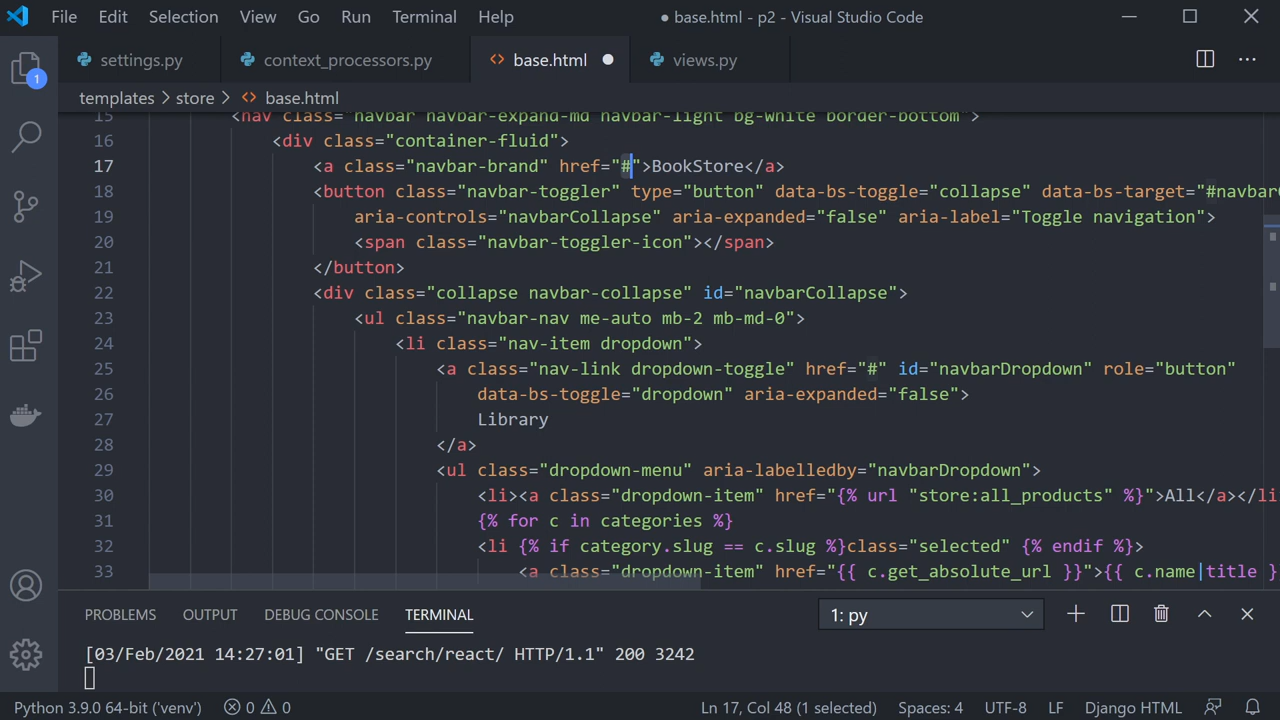 File Edit Selection View Go Run Terminal Help ● base.html - p2 - Visual Studio Code
settings.py context_processors.py base.html views.py
1
templates > store > base.html
15 <nav class="navbar navbar-expand-md navbar-light bg-white border-bottom">
16 <div class="container-fluid">
17 <a class="navbar-brand" href="#">BookStore</a>
18 <button class="navbar-toggler" type="button" data-bs-toggle="collapse" data-bs-target="#navbarC
19 aria-controls="navbarCollapse" aria-expanded="false" aria-label="Toggle navigation">
20 <span class="navbar-toggler-icon"></span>
21 </button>
22 <div class="collapse navbar-collapse" id="navbarCollapse">
23 <ul class="navbar-nav me-auto mb-2 mb-md-0">
24 <li class="nav-item dropdown">
25 <a class="nav-link dropdown-toggle" href="#" id="navbarDropdown" role="button"
26 data-bs-toggle="dropdown" aria-expanded="false">
27 Library
28 </a>
29 <ul class="dropdown-menu" aria-labelledby="navbarDropdown">
30 <li><a class="dropdown-item" href="{% url "store:all_products" %}">All</a></li
31 {% for c in categories %}
32 <li {% if category.slug == c.slug %}class="selected" {% endif %}>
33 <a class="dropdown-item" href="{{ c.get_absolute_url }}">{{ c.name|title }
PROBLEMS OUTPUT DEBUG CONSOLE TERMINAL 1: py
[03/Feb/2021 14:27:01] "GET /search/react/ HTTP/1.1" 200 3242
Python 3.9.0 64-bit ('venv') 0 0 Ln 17, Col 48 (1 selected) Spaces: 4 UTF-8 LF Django HTML